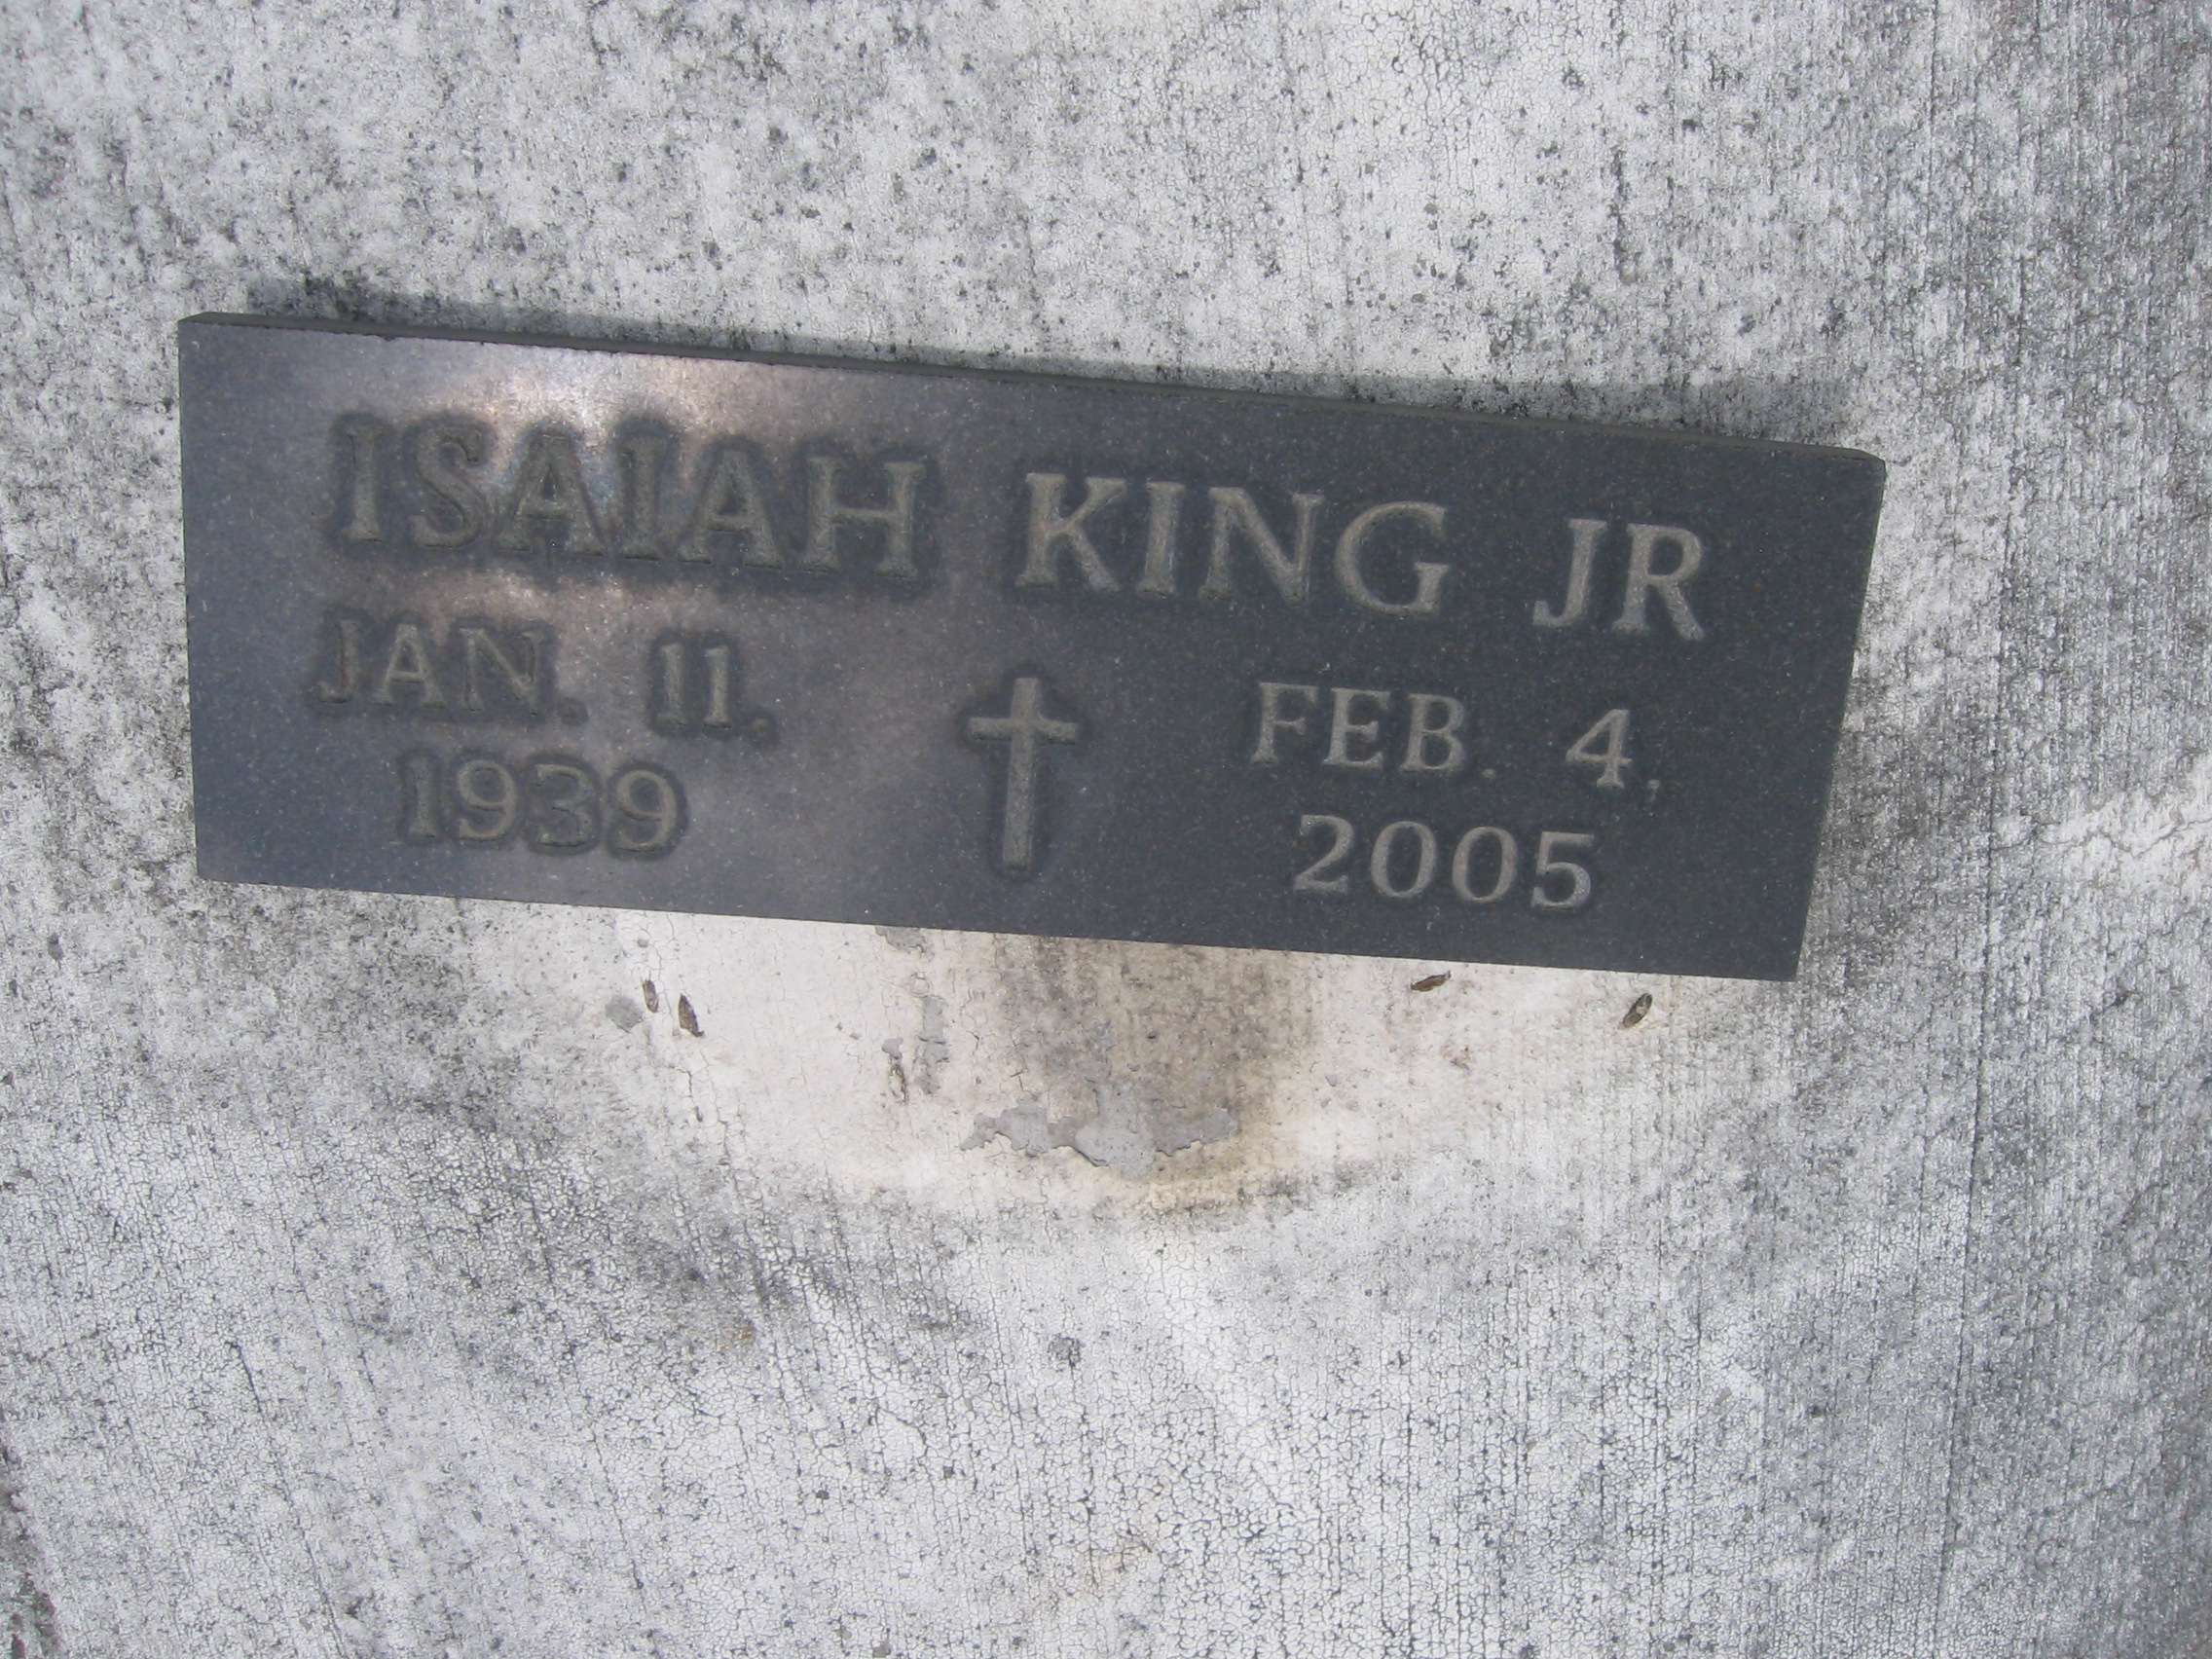 ISAIAH KING JR
JAN. 11, FEB. 4,
1939 2005